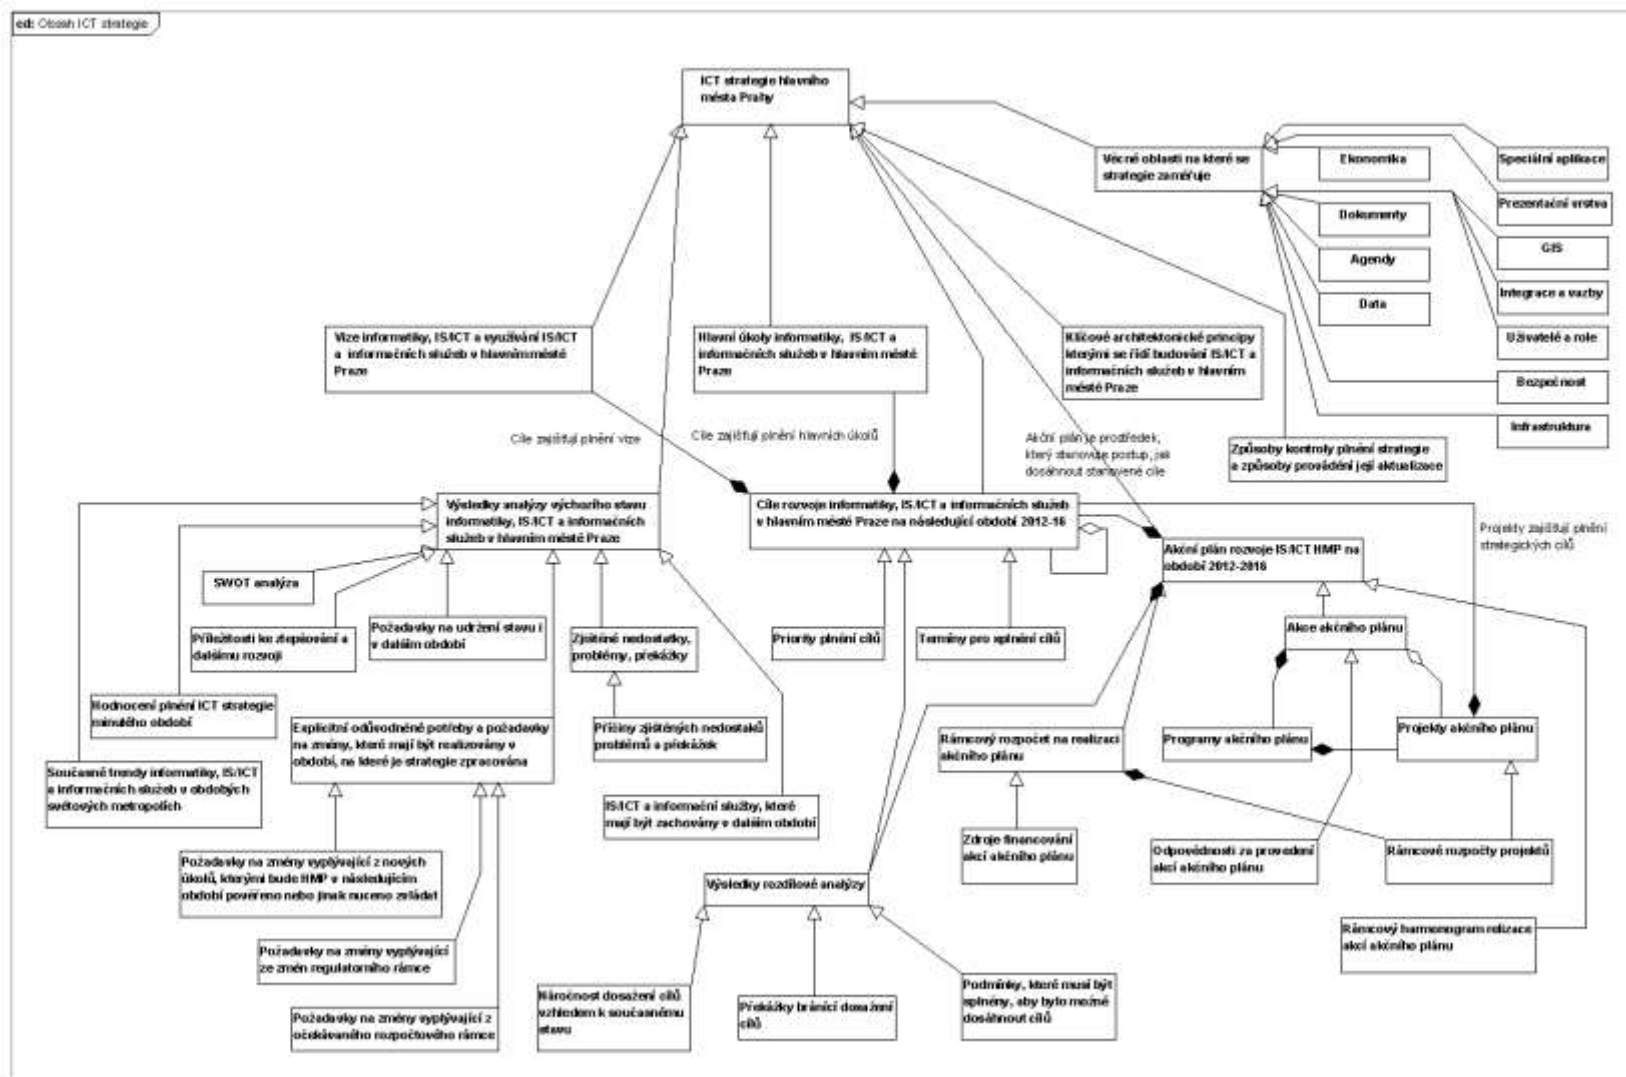 cd: Obsah ICT strategie
ICT strategie hlavního
města Prahy
Věcné oblasti na které se
strategie zaměřuje
Ekonomika
Speciální aplikace
Dokumenty
Prezentační vrstva
Agendy
GIS
Data
Integrace a vazby
Uživatelé a role
Bezpečnost
Infrastruktura
Vize informatiky, IS/ICT a využívání IS/ICT
a informačních služeb v hlavním městě
Praze
Hlavní úkoly informatiky, IS/ICT a
informačních služeb v hlavním městě
Praze
Klíčové architektonické principy
kterými se řídí budování IS/ICT a
informačních služeb v hlavním
městě Praze
Cíle zajišťují plnění vize
Cíle zajišťují plnění hlavních úkolů
Akční plán je prostředek,
který stanovuje postup, jak
dosáhnout stanovené cíle
Způsoby kontroly plnění strategie
a způsoby provádění její aktualizace
Výsledky analýzy výchozího stavu
informatiky, IS/ICT a informačních
služeb v hlavním městě Praze
Cíle rozvoje informatiky, IS/ICT a informačních služeb
v hlavním městě Praze na následující období 2012-16
Projekty zajišťují plnění
strategických cílů
Akční plán rozvoje IS/ICT HMP na
období 2012-2016
SWOT analýza
Příležitosti ke zlepšování a
dalšímu rozvoji
Požadavky na udržení stavu i
v dalším období
Zjištěné nedostatky,
problémy, překážky
Priority plnění cílů
Termíny pro splnění cílů
Akce akčního plánu
Hodnocení plnění ICT strategie
minulého období
Explicitní odůvodněné potřeby a požadavky
na změny, které mají být realizovány v
období, na které je strategie zpracována
Příčiny zjištěných nedostaků
problémů a překážek
Rámcový rozpočet na realizaci
akčního plánu
Programy akčního plánu
Projekty akčního plánu
Současné trendy informatiky, IS/ICT
a informačních služeb v obdobých
světových metropolích
IS/ICT a informační služby, které
mají být zachovány v dalším období
Zdroje financování
akcí akčního plánu
Odpovědnosti za provedení
akcí akčního plánu
Rámcové rozpočty projektů
Požadavky na změny vyplývající z nových
úkolů, kterými bude HMP v následujícím
období pověřeno nebo jinak nuceno zvládat
Výsledky rozdílové analýzy
Rámcový harmonogram relizace
akcí akčního plánu
Požadavky na změny vyplývající
ze změn regulatorního rámce
Náročnost dosažení cílů
vzhledem k současnému
stavu
Překážky bránící dosažení
cílů
Podmínky, které musí být
splněny, aby bylo možné
dosáhnout cílů
Požadavky na změny vyplývající z
očekávaného rozpočtového rámce